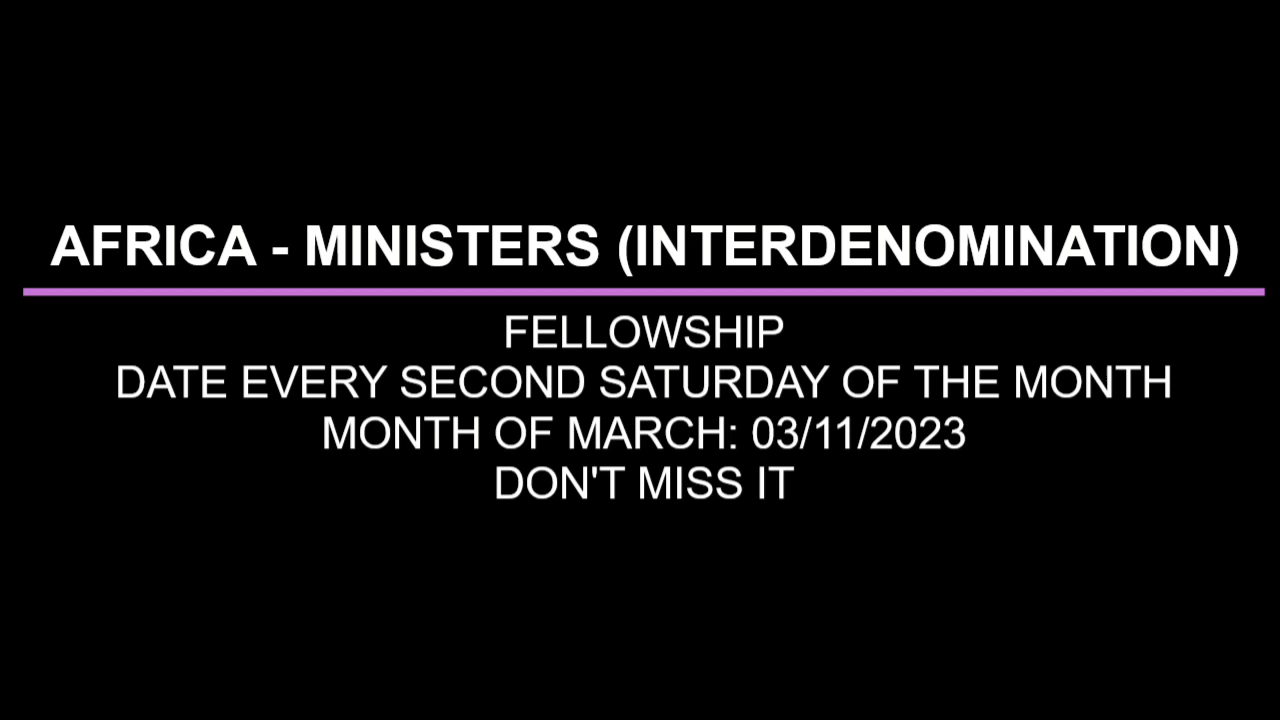 AFRICA - MINISTERS (INTERDENOMINATION)
FELLOWSHIP
DATE EVERY SECOND SATURDAY OF THE MONTH
MONTH OF MARCH: 03/11/2023
DON'T MISS IT